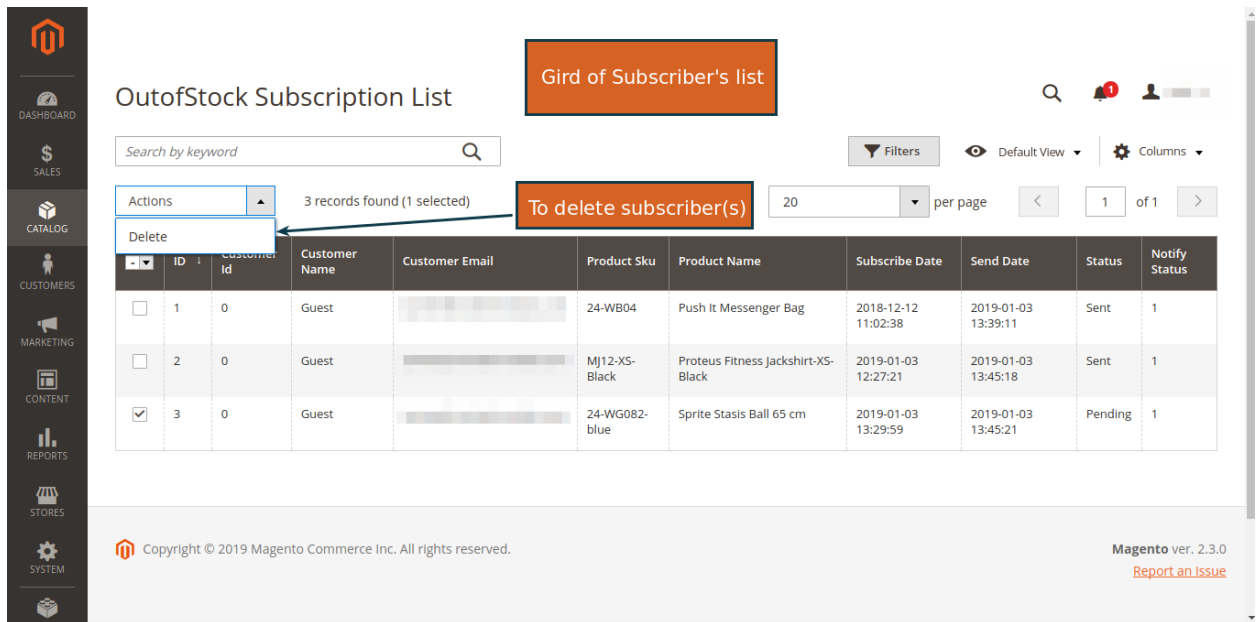 Gird of Subscriber's list
OutofStock Subscription List
1
DASHBOARD
SALES
CATALOG
CUSTOMERS
MARKETING
CONTENT
REPORTS
STORES
SYSTEM
Search by keyword
Filters
Default View
Columns
Actions
3 records found (1 selected)
To delete subscriber(s)
20
per page
1
of 1
Delete
ID ↓ Customer Id Customer Name Customer Email Product Sku Product Name Subscribe Date Send Date Status Notify Status
1 0 Guest 24-WB04 Push It Messenger Bag 2018-12-12 11:02:38 2019-01-03 13:39:11 Sent 1
2 0 Guest MJ12-XS-Black Proteus Fitness Jackshirt-XS-Black 2019-01-03 12:27:21 2019-01-03 13:45:18 Sent 1
3 0 Guest 24-WG082-blue Sprite Stasis Ball 65 cm 2019-01-03 13:29:59 2019-01-03 13:45:21 Pending 1
Copyright © 2019 Magento Commerce Inc. All rights reserved.
Magento ver. 2.3.0
Report an Issue